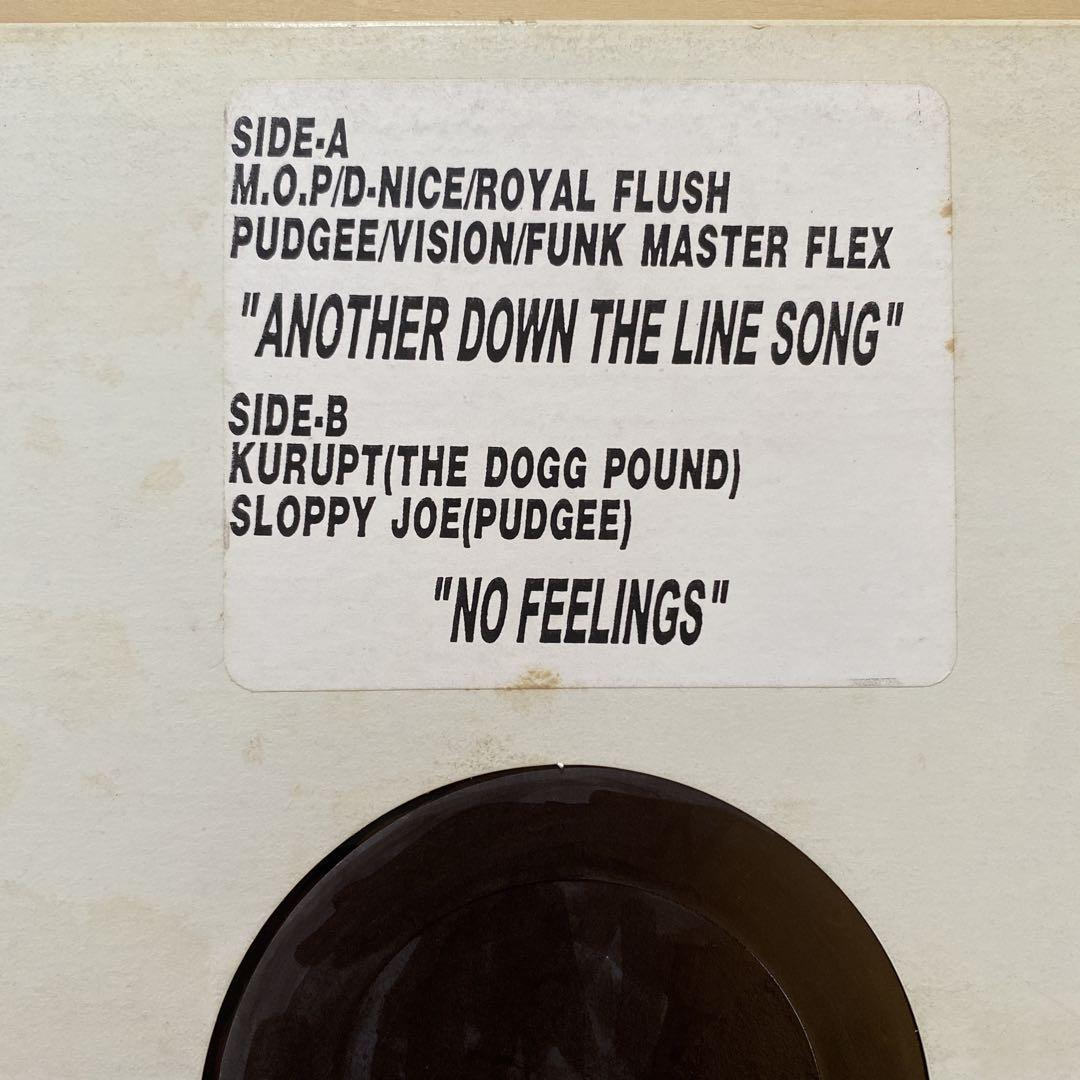 SIDE-A
M.O.P/D-NICE/ROYAL FLUSH
PUDGEE/VISION/FUNK MASTER FLEX
"ANOTHER DOWN THE LINE SONG"
SIDE-B
KURUPT(THE DOGG POUND)
SLOPPY JOE(PUDGEE)
"NO FEELINGS"